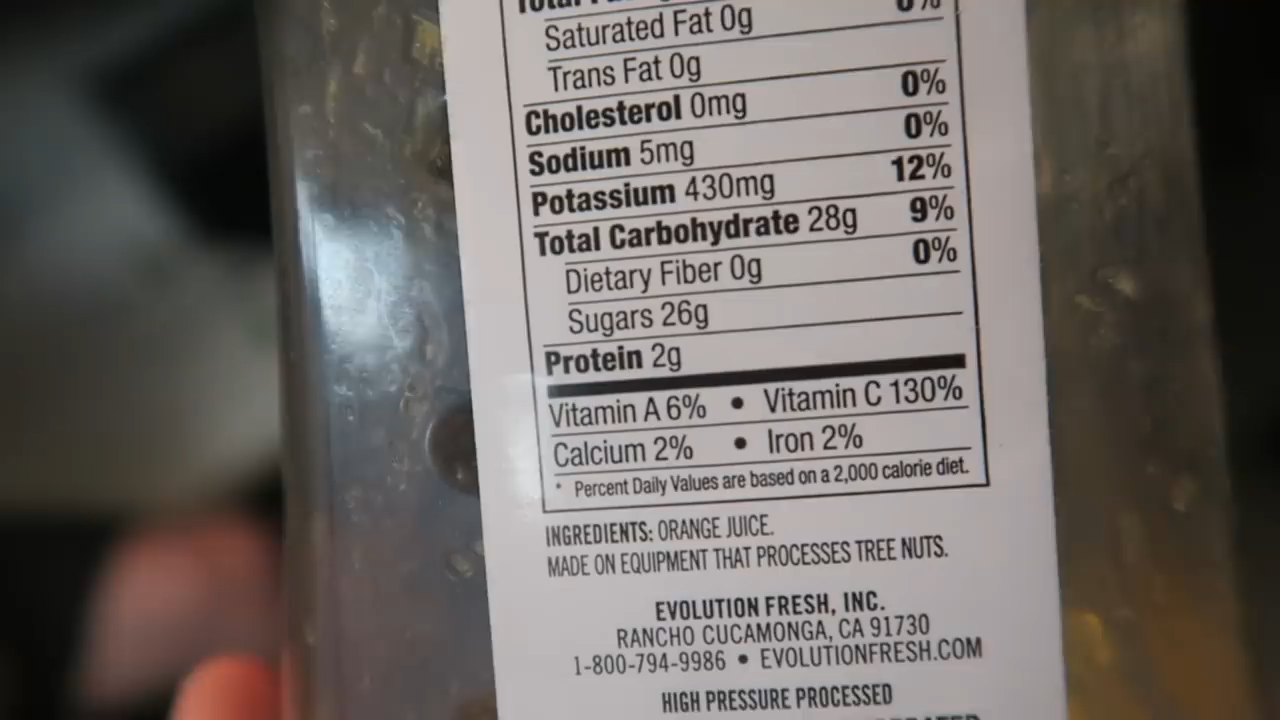 Saturated Fat 0g
Trans Fat 0g
Cholesterol 0mg 0%
Sodium 5mg 0%
Potassium 430mg 12%
Total Carbohydrate 28g 9%
Dietary Fiber 0g 0%
Sugars 26g
Protein 2g
Vitamin A 6% • Vitamin C 130%
Calcium 2% • Iron 2%
* Percent Daily Values are based on a 2,000 calorie diet.
INGREDIENTS: ORANGE JUICE.
MADE ON EQUIPMENT THAT PROCESSES TREE NUTS.
EVOLUTION FRESH, INC.
RANCHO CUCAMONGA, CA 91730
1-800-794-9986 • EVOLUTIONFRESH.COM
HIGH PRESSURE PROCESSED